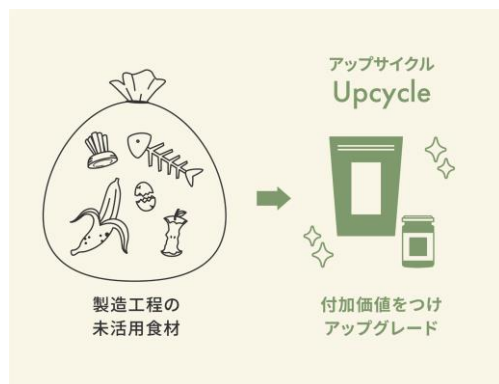 アップサイクル
Upcycle
製造工程の
未活用食材
付加価値をつけ
アップグレード